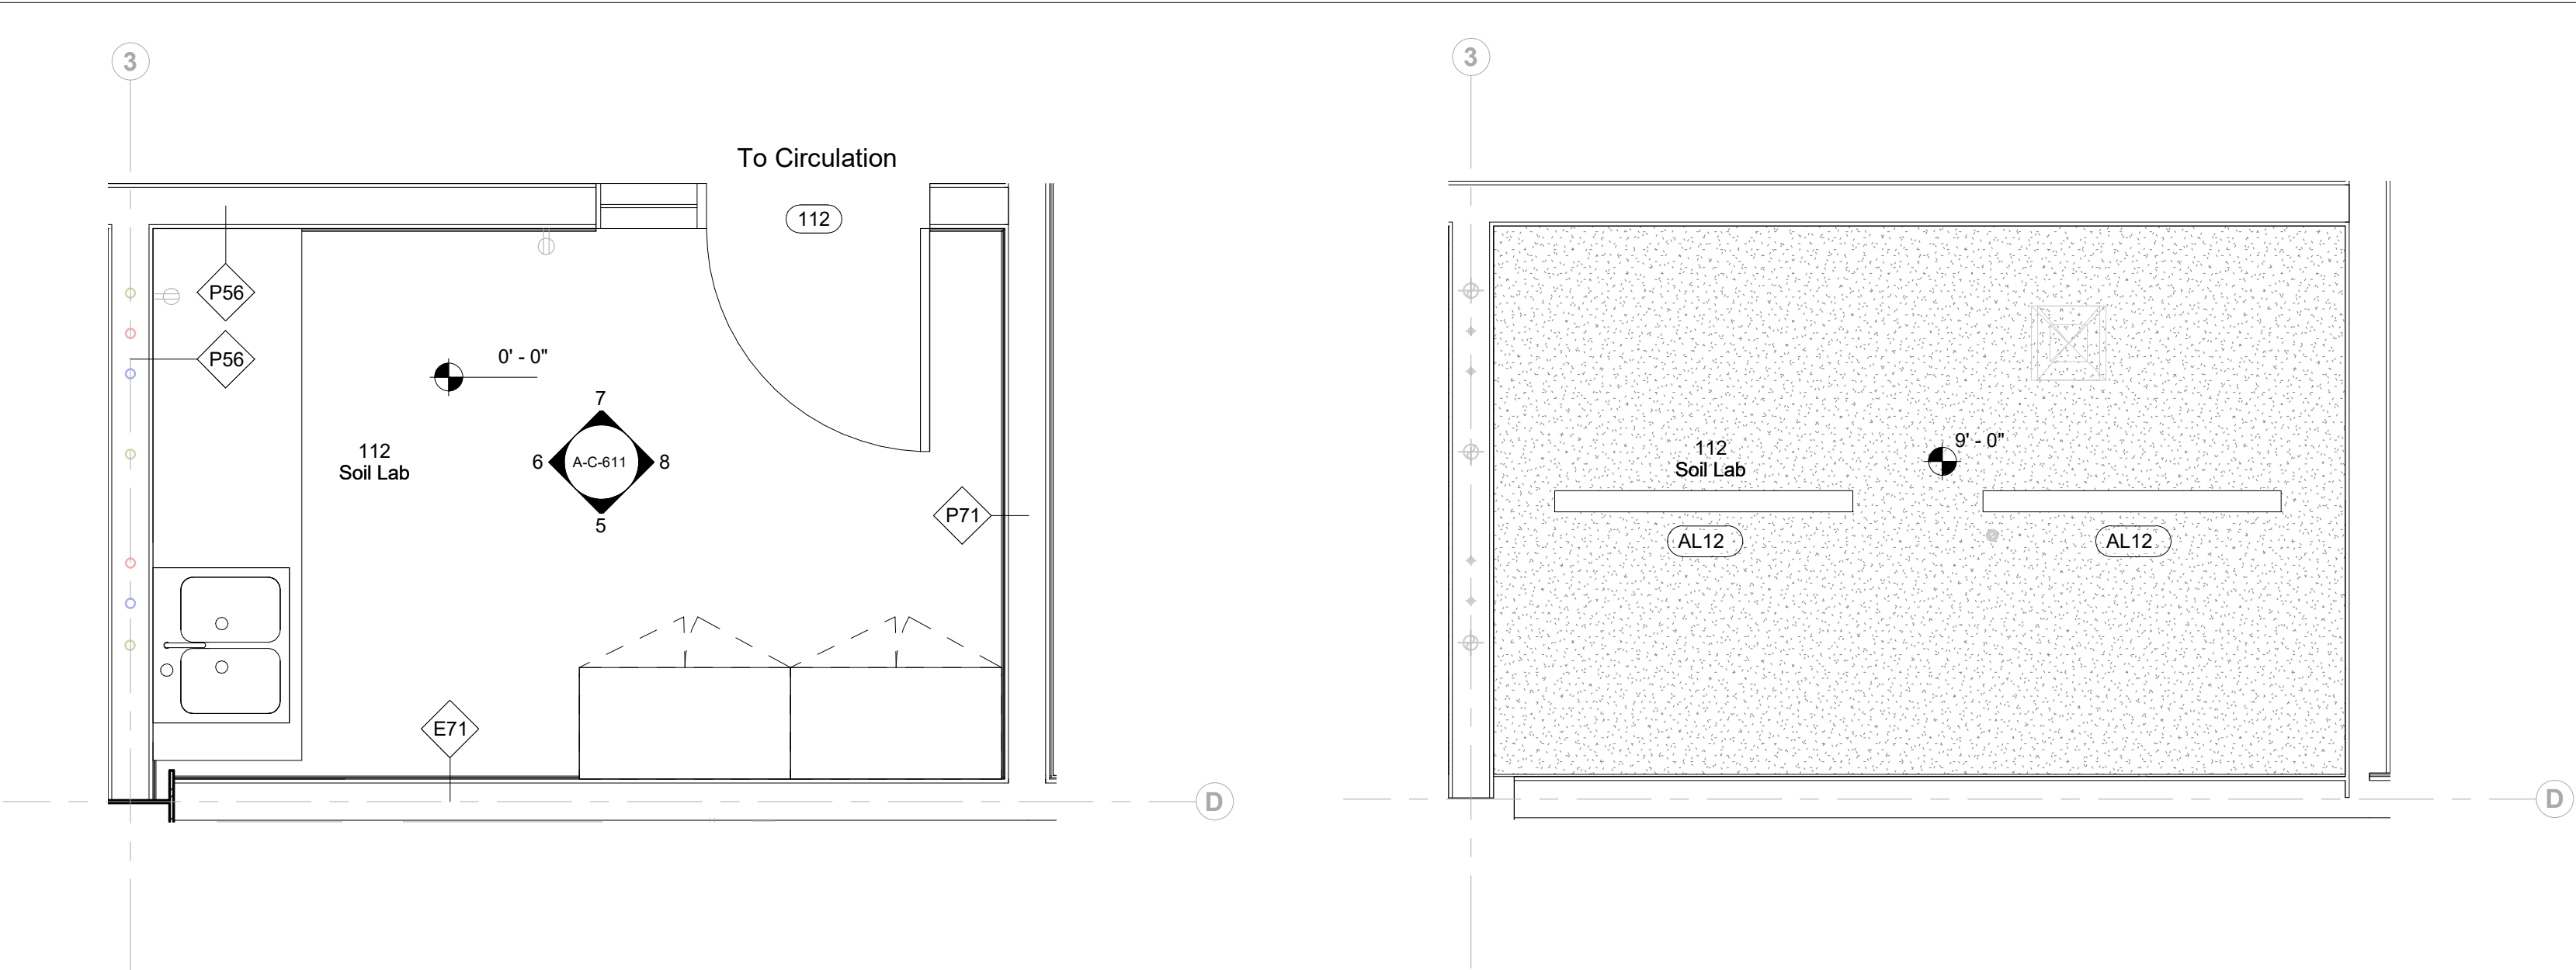 3
3
To Circulation
112
P56
P56
0' - 0"
7
6
A-C-611
8
5
112
Soil Lab
P71
E71
D
112
Soil Lab
9' - 0"
AL12
AL12
D